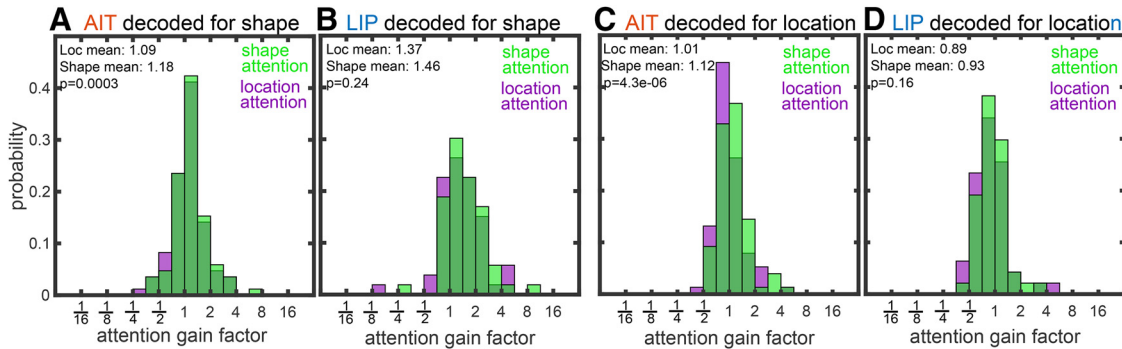 A AIT decoded for shape
Loc mean: 1.09
Shape mean: 1.18
p=0.0003
shape
attention
location
attention
probability
0.4
0.3
0.2
0.1
0
1/16 1/8 1/4 1/2 1 2 4 8 16
attention gain factor
B LIP decoded for shape
Loc mean: 1.37
Shape mean: 1.46
p=0.24
shape
attention
location
attention
1/16 1/8 1/4 1/2 1 2 4 8 16
attention gain factor
C AIT decoded for location
Loc mean: 1.01
Shape mean: 1.12
p=4.3e-06
shape
attention
location
attention
1/16 1/8 1/4 1/2 1 2 4 8 16
attention gain factor
D LIP decoded for location
Loc mean: 0.89
Shape mean: 0.93
p=0.16
shape
attention
location
attention
1/16 1/8 1/4 1/2 1 2 4 8 16
attention gain factor